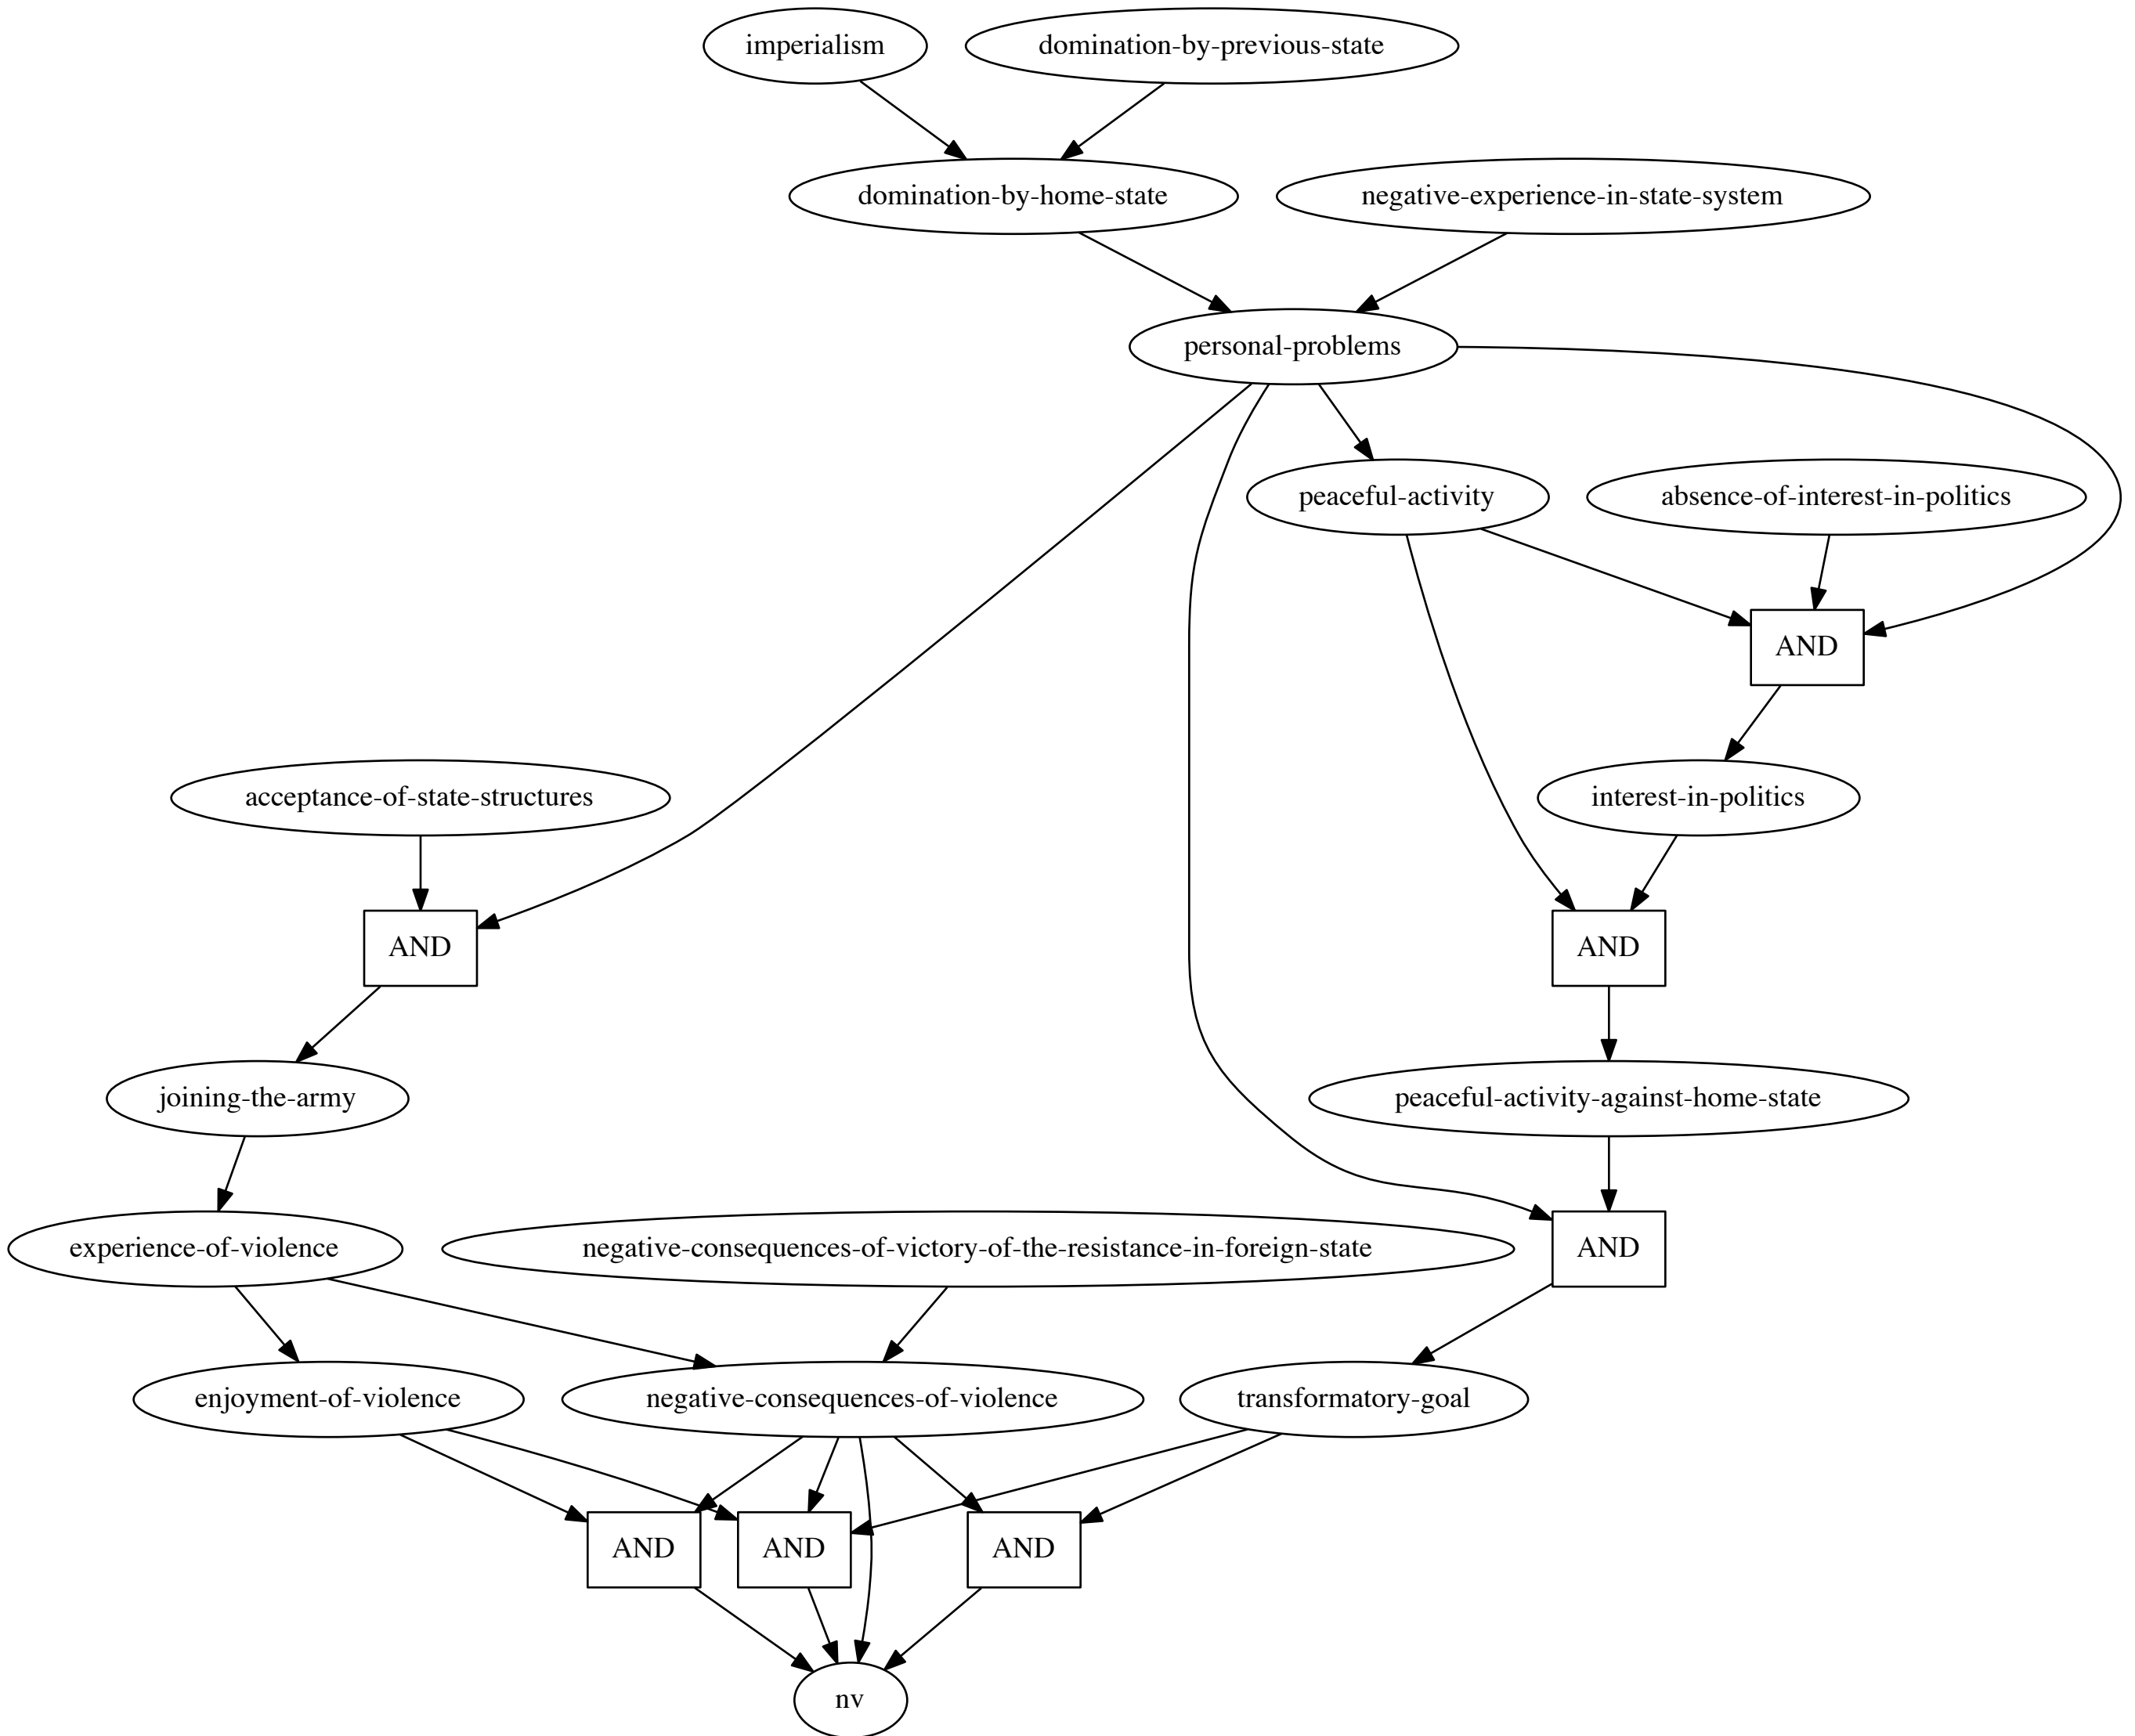 imperialism
domination-by-previous-state
domination-by-home-state
negative-experience-in-state-system
personal-problems
peaceful-activity
absence-of-interest-in-politics
AND
acceptance-of-state-structures
interest-in-politics
AND
AND
joining-the-army
peaceful-activity-against-home-state
experience-of-violence
negative-consequences-of-victory-of-the-resistance-in-foreign-state
AND
enjoyment-of-violence
negative-consequences-of-violence
transformatory-goal
AND
AND
AND
nv